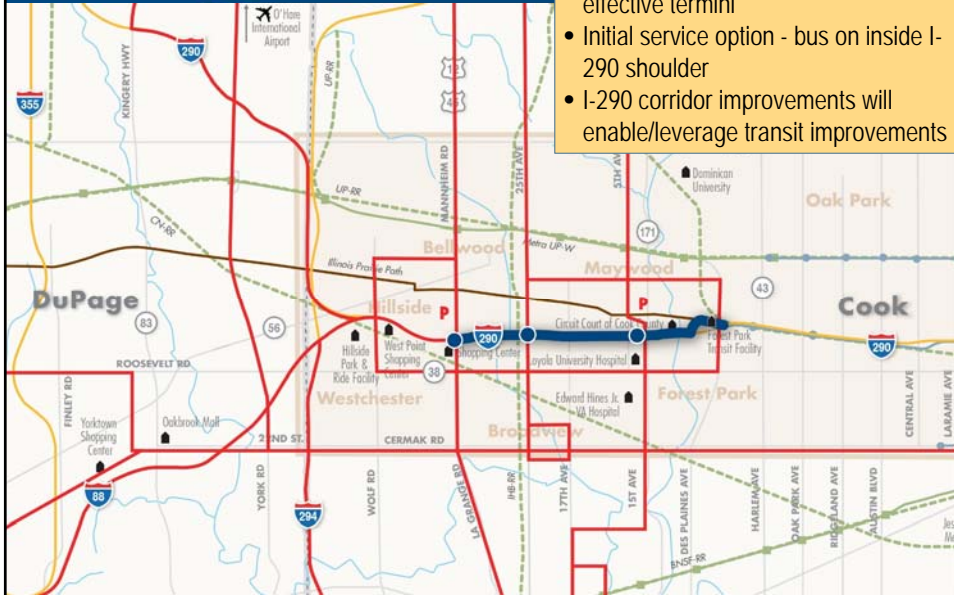 effective termini
• Initial service option - bus on inside I-
290 shoulder
• I-290 corridor improvements will
enable/leverage transit improvements
O'Hare
International
Airport
290
355
KINGERY HWY
UP-RR
12
45
MANNHEIM RD
25TH AVE
5TH AV
Dominican
University
Oak Park
UP-RR
CN-RR
171
Bellwood
Metra UP-W
Maywood
Illinois Prairie Path
DuPage
Hillside
P
P
43
Cook
83
56
290
Circuit Court of Cook County
Forest Park
Transit Facility
290
ROOSEVELT RD
Hillside
Park &
Ride Facility
West Point
Shopping
Center
Shopping Center
Loyola University Hospital
38
FINLEY RD
Westchester
Edward Hines Jr.
VA Hospital
Forest Park
CENTRAL AVE
LARAMIE AVE
Yorktown
Shopping
Center
Oakbrook Mall
22ND ST.
CERMAK RD
Broadview
88
YORK RD
294
WOLF RD
LA GRANGE RD
IHB-RR
17TH AVE
1ST AVE
DES PLAINES AVE
HARLEM AVE
OAK PARK AVE
RIDGELAND AVE
AUSTIN BLVD
BNSF-RR
Jes
Me